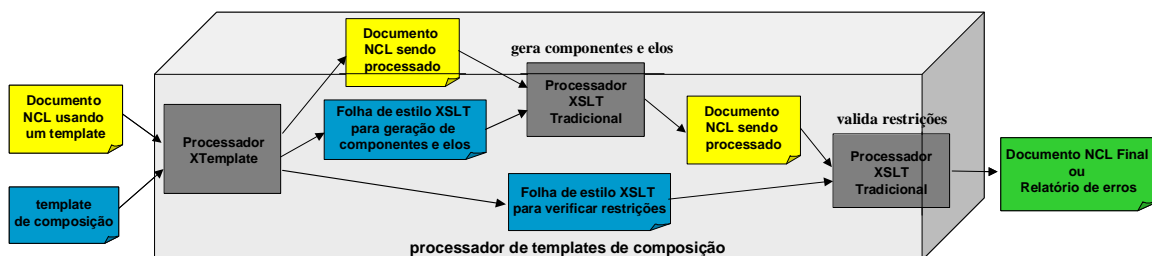 Documento
NCL usando
um template
template
de composição
Processador
XTemplate
Documento
NCL sendo
processado
Folha de estilo XSLT
para geração de
componentes e elos
gera componentes e elos
Processador
XSLT
Tradicional
Documento
NCL sendo
processado
Folha de estilo XSLT
para verificar restrições
valida restrições
Processador
XSLT
Tradicional
Documento NCL Final
ou
Relatório de erros
processador de templates de composição